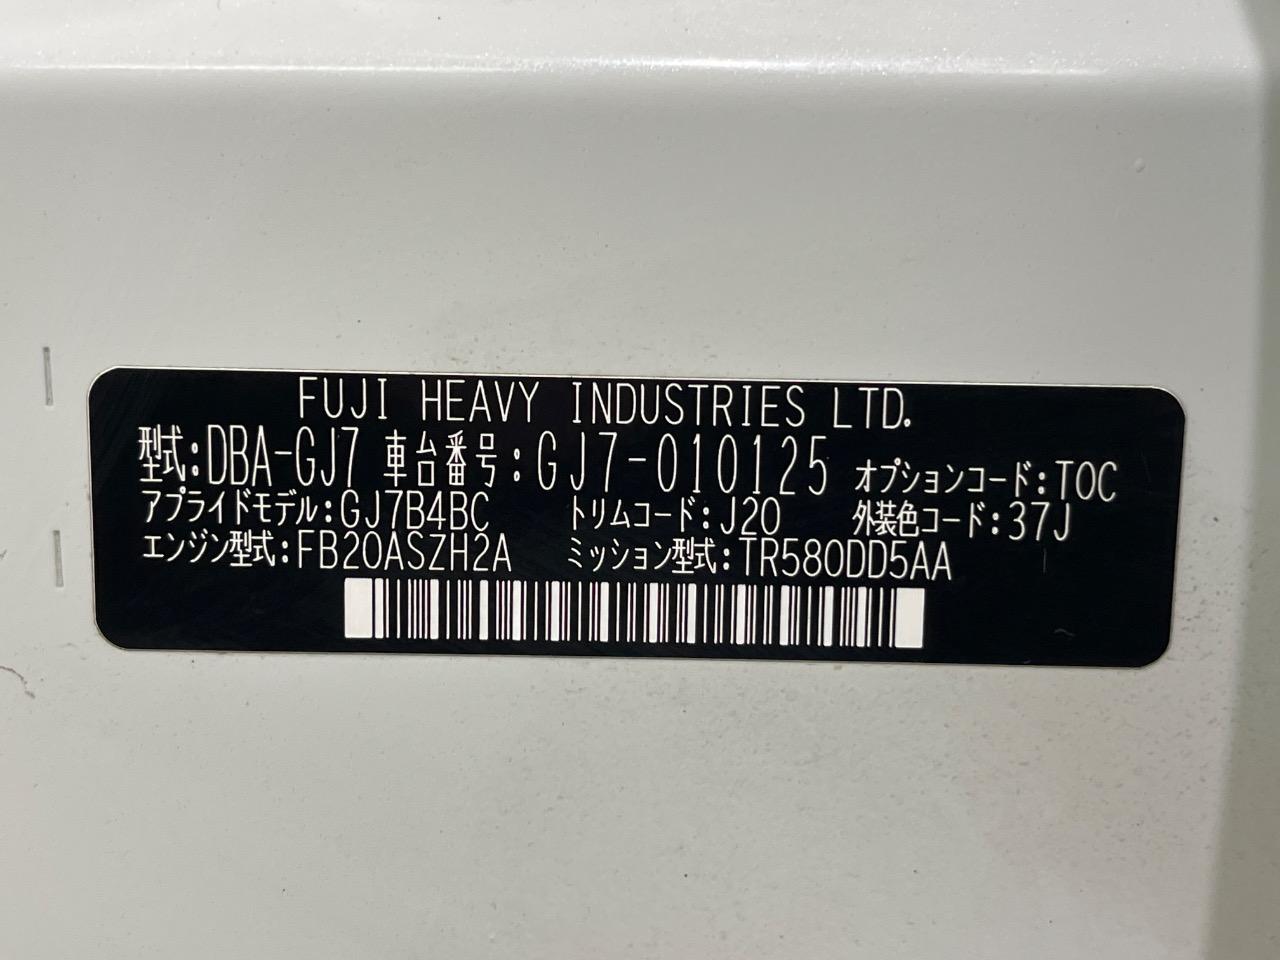 FUJI HEAVY INDUSTRIES LTD.
型式:DBA-GJ7 車台番号:GJ7-010125 オプションコード:TOC
アプライドモデル:GJ7B4BC トリムコード:J20 外装色コード:37J
エンジン型式:FB20ASZH2A ミッション型式:TR580DD5AA